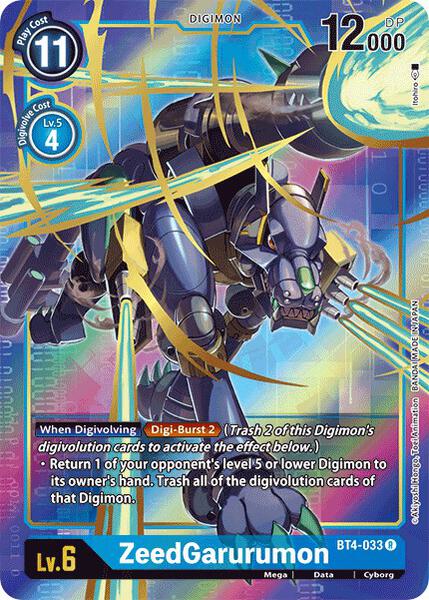 Play Cost
11
DIGIMON
12000
DP
Digivolve Cost
Lv.5
4
Itohiro
When Digivolving Digi-Burst 2 (Trash 2 of this Digimon's
digivolution cards to activate the effect below.)
• Return 1 of your opponent's level 5 or lower Digimon to
its owner's hand. Trash all of the digivolution cards of
that Digimon.
© Akiyoshi Hongo, Toei Animation BANDAI MADE IN JAPAN
Lv.6
ZeedGarurumon
BT4-033 R
Mega | Data | Cyborg